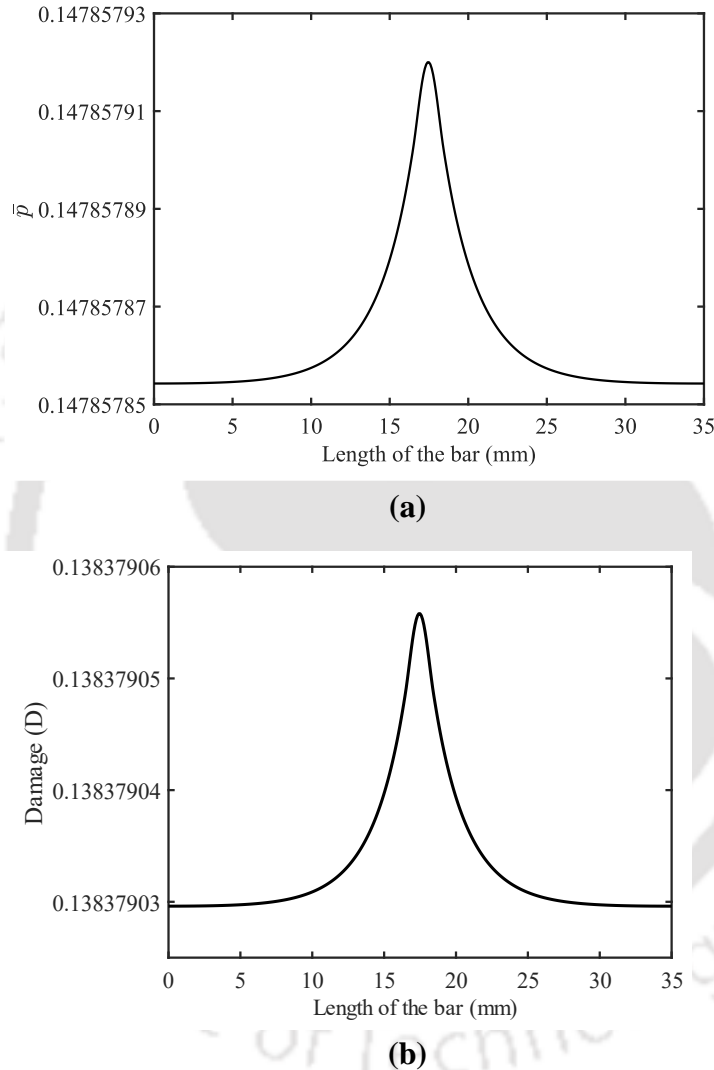 0.14785793
0.14785791
0.14785789
0.14785787
0.14785785
p̄
0 5 10 15 20 25 30 35
Length of the bar (mm)
(a)
0.13837906
0.13837905
0.13837904
0.13837903
Damage (D)
0 5 10 15 20 25 30 35
Length of the bar (mm)
(b)
of Techno